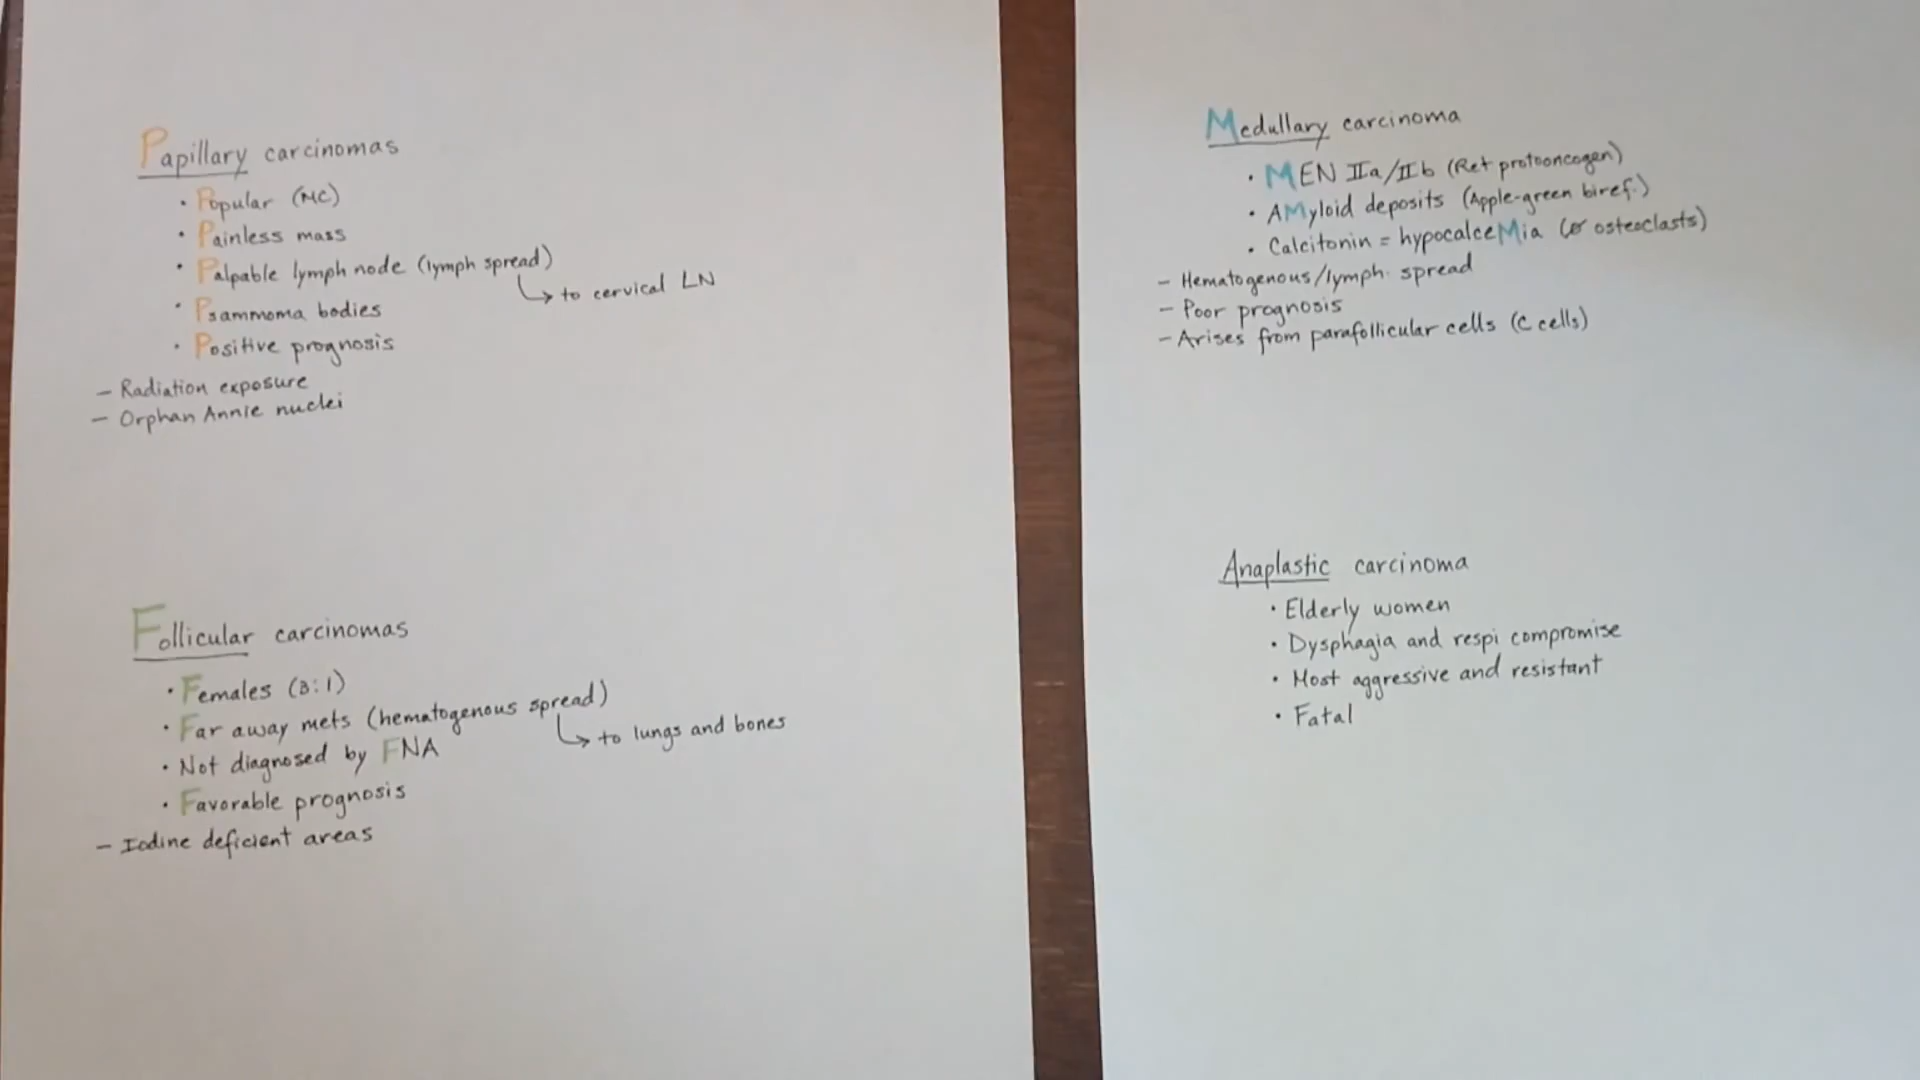 Papillary carcinomas
• Popular (MC)
• Painless mass
• Palpable lymph node (lymph spread)
↳ to cervical LN
• Psammoma bodies
• Positive prognosis
– Radiation exposure
– Orphan Annie nuclei
Follicular carcinomas
• Females (3:1)
• Far away mets (hematogenous spread)
↳ to lungs and bones
• Not diagnosed by FNA
• Favorable prognosis
– Iodine deficient areas
Medullary carcinoma
• MEN IIa/IIb (Ret protooncogen)
• AMyloid deposits (Apple-green biref.)
• Calcitonin = hypocalceMia ( osteoclasts)
– Hematogenous/lymph. spread
– Poor prognosis
– Arises from parafollicular cells (C cells)
Anaplastic carcinoma
• Elderly women
• Dysphagia and respi compromise
• Most aggressive and resistant
• Fatal